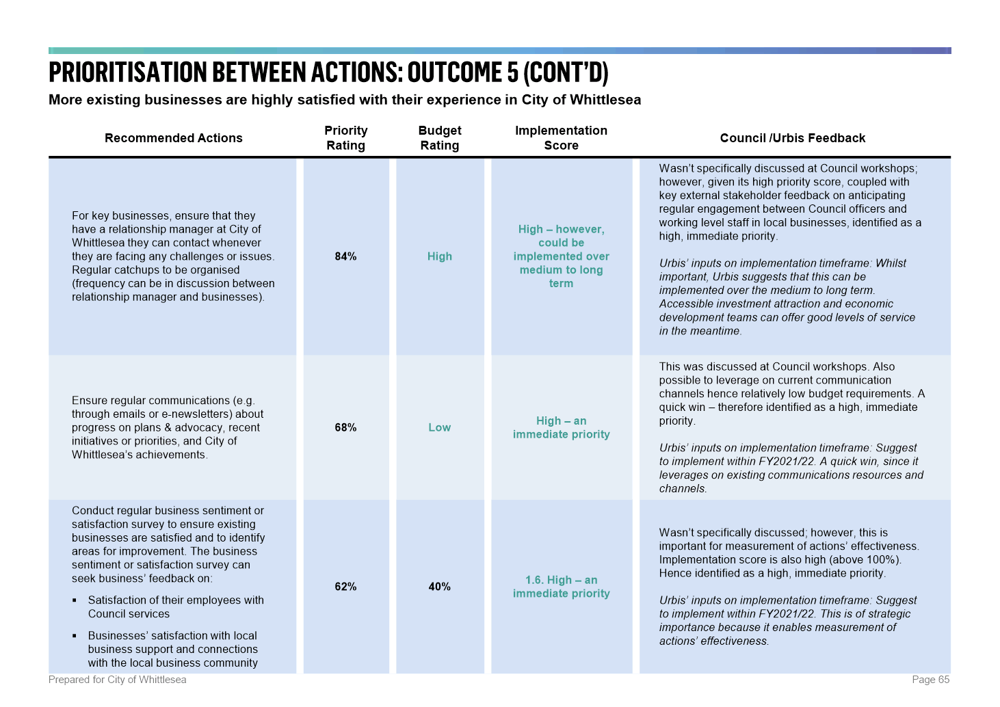 PRIORITISATION BETWEEN ACTIONS: OUTCOME 5 (CONT'D)
More existing businesses are highly satisfied with their experience in City of Whittlesea
Recommended Actions
Priority
Rating
Budget
Rating
Implementation
Score
Council /Urbis Feedback
For key businesses, ensure that they
have a relationship manager at City of
Whittlesea they can contact whenever
they are facing any challenges or issues.
Regular catchups to be organised
(frequency can be in discussion between
relationship manager and businesses).
84%
High
High – however,
could be
implemented over
medium to long
term
Wasn't specifically discussed at Council workshops;
however, given its high priority score, coupled with
key external stakeholder feedback on anticipating
regular engagement between Council officers and
working level staff in local businesses, identified as a
high, immediate priority.
Urbis' inputs on implementation timeframe: Whilst
important, Urbis suggests that this can be
implemented over the medium to long term.
Accessible investment attraction and economic
development teams can offer good levels of service
in the meantime.
Ensure regular communications (e.g.
through emails or e-newsletters) about
progress on plans & advocacy, recent
initiatives or priorities, and City of
Whittlesea's achievements.
68%
Low
High – an
immediate priority
This was discussed at Council workshops. Also
possible to leverage on current communication
channels hence relatively low budget requirements. A
quick win – therefore identified as a high, immediate
priority.
Urbis' inputs on implementation timeframe: Suggest
to implement within FY2021/22. A quick win, since it
leverages on existing communications resources and
channels.
Conduct regular business sentiment or
satisfaction survey to ensure existing
businesses are satisfied and to identify
areas for improvement. The business
sentiment or satisfaction survey can
seek business' feedback on:
▪ Satisfaction of their employees with
Council services
▪ Businesses' satisfaction with local
business support and connections
with the local business community
62%
40%
1.6. High – an
immediate priority
Wasn't specifically discussed; however, this is
important for measurement of actions' effectiveness.
Implementation score is also high (above 100%).
Hence identified as a high, immediate priority.
Urbis' inputs on implementation timeframe: Suggest
to implement within FY2021/22. This is of strategic
importance because it enables measurement of
actions' effectiveness.
Prepared for City of Whittlesea
Page 65